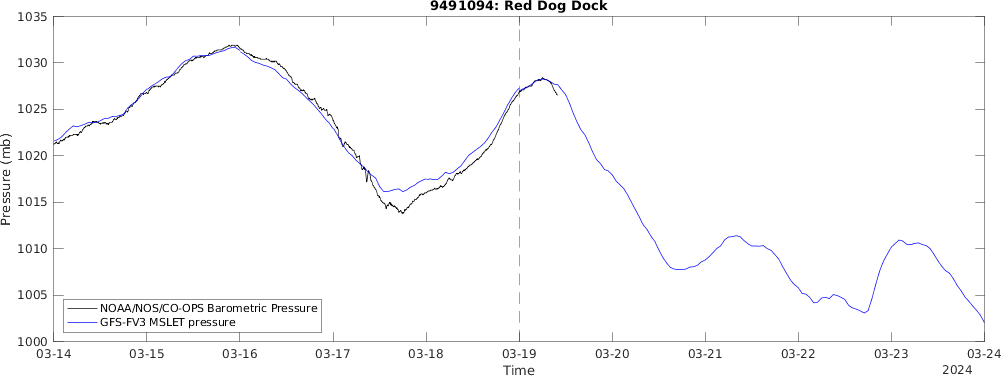 9491094: Red Dog Dock
Pressure (mb)
1035
1030
1025
1020
1015
1010
1005
1000
NOAA/NOS/CO-OPS Barometric Pressure
GFS-FV3 MSLET pressure
03-14 03-15 03-16 03-17 03-18 03-19 03-20 03-21 03-22 03-23 03-24
Time
2024